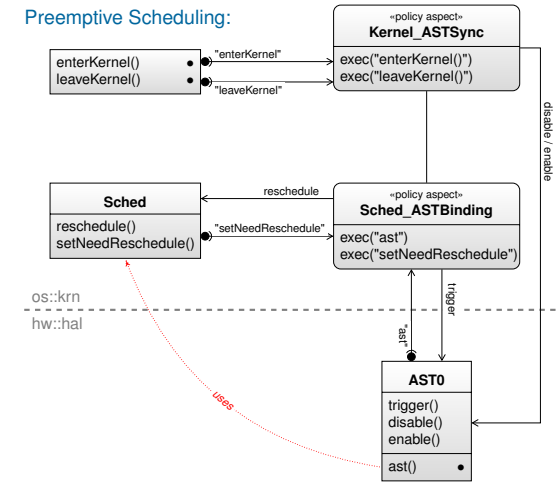 Preemptive Scheduling:
«policy aspect»
Kernel_ASTSync
exec("enterKernel()")
exec("leaveKernel()")
enterKernel()
leaveKernel()
"enterKernel"
"leaveKernel"
disable / enable
Sched
reschedule()
setNeedReschedule()
reschedule
"setNeedReschedule"
«policy aspect»
Sched_ASTBinding
exec("ast")
exec("setNeedReschedule")
trigger
os::krn
hw::hal
"ast"
uses
AST0
trigger()
disable()
enable()
ast()